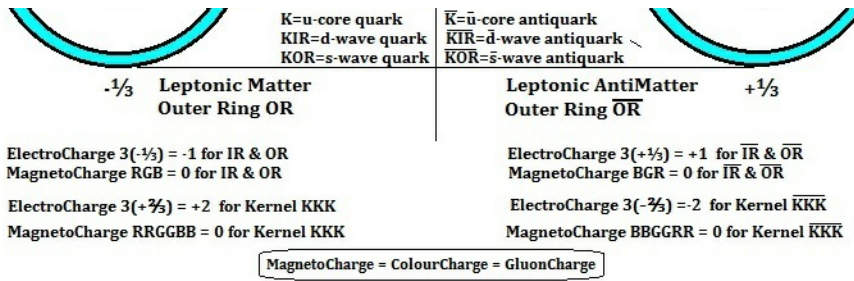 K=u-core quark
KIR=d-wave quark
KOR=s-wave quark
K̅=ū-core antiquark
K̅I̅R̅=d̄-wave antiquark
K̅O̅R̅=s̄-wave antiquark
-⅓ Leptonic Matter
Outer Ring OR
Leptonic AntiMatter +⅓
Outer Ring O̅R̅
ElectroCharge 3(-⅓) = -1 for IR & OR
MagnetoCharge RGB = 0 for IR & OR
ElectroCharge 3(+⅔) = +2 for Kernel KKK
MagnetoCharge RRGGBB = 0 for Kernel KKK
ElectroCharge 3(+⅓) = +1 for I̅R̅ & O̅R̅
MagnetoCharge BGR = 0 for I̅R̅ & O̅R̅
ElectroCharge 3(-⅔) =-2 for Kernel K̅K̅K̅
MagnetoCharge BBGGRR = 0 for Kernel K̅K̅K̅
MagnetoCharge = ColourCharge = GluonCharge